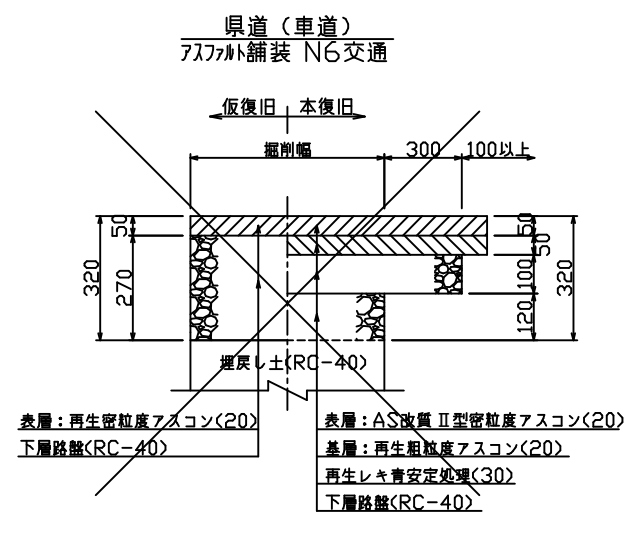 県道（車道）
アスファルト舗装 N6交通
仮復旧 本復旧
掘削幅 300 100以上
50 50
50
320 270 100 320
120
埋戻し土(RC-40)
表層：再生密粒度アスコン(20) 表層：AS改質Ⅱ型密粒度アスコン(20)
下層路盤(RC-40) 基層：再生粗粒度アスコン(20)
再生レキ青安定処理(30)
下層路盤(RC-40)